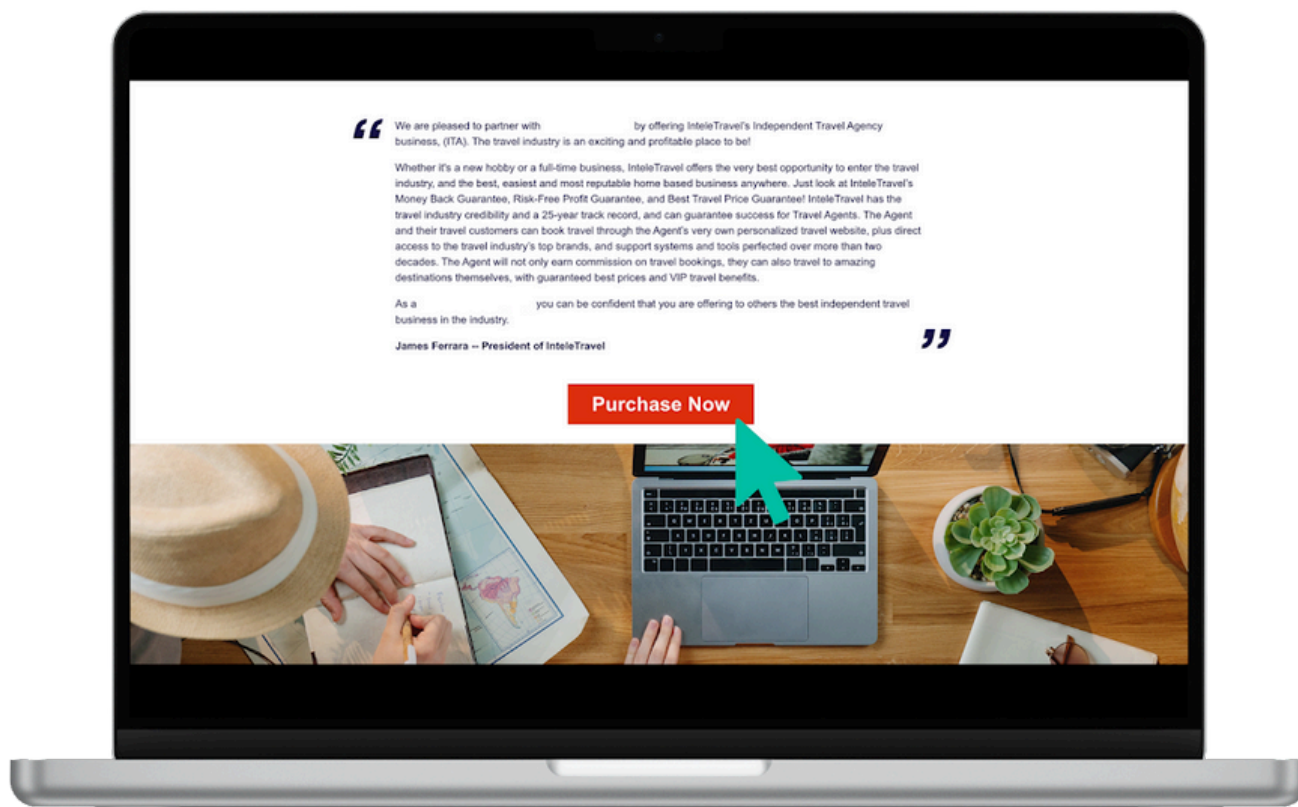 We are pleased to partner with by offering InteleTravel's Independent Travel Agency
business, (ITA). The travel industry is an exciting and profitable place to be!
Whether it's a new hobby or a full-time business, InteleTravel offers the very best opportunity to enter the travel
industry, and the best, easiest and most reputable home based business anywhere. Just look at InteleTravel's
Money Back Guarantee, Risk-Free Profit Guarantee, and Best Travel Price Guarantee! InteleTravel has the
travel industry credibility and a 25-year track record, and can guarantee success for Travel Agents. The Agent
and their travel customers can book travel through the Agent's very own personalized travel website, plus direct
access to the travel industry's top brands, and support systems and tools perfected over more than two
decades. The Agent will not only earn commission on travel bookings, they can also travel to amazing
destinations themselves, with guaranteed best prices and VIP travel benefits.
As a you can be confident that you are offering to others the best independent travel
business in the industry.
James Ferrara -- President of InteleTravel
Purchase Now